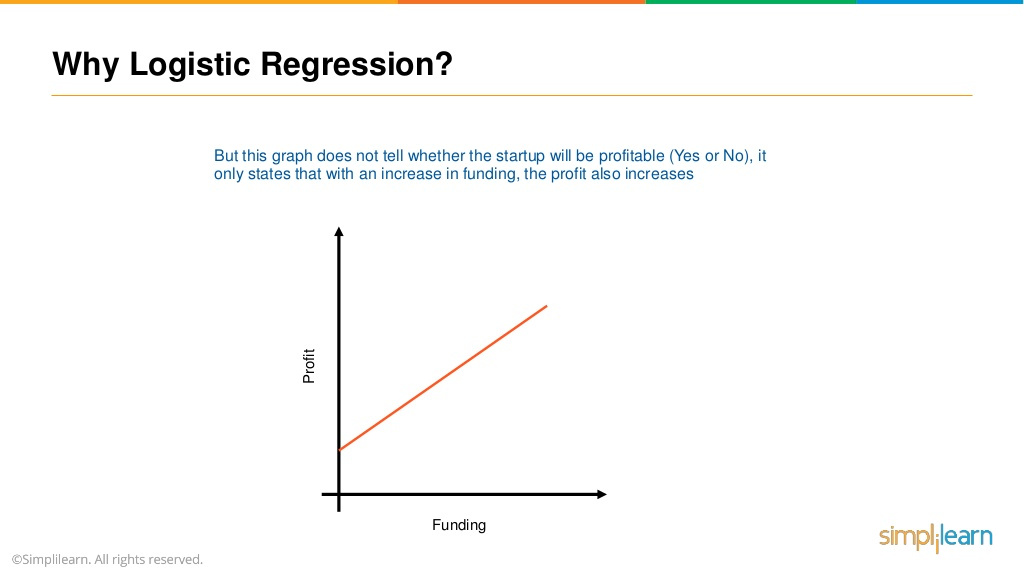 Why Logistic Regression?
But this graph does not tell whether the startup will be profitable (Yes or No), it
only states that with an increase in funding, the profit also increases
Profit
Funding
simplilearn
©Simplilearn. All rights reserved.